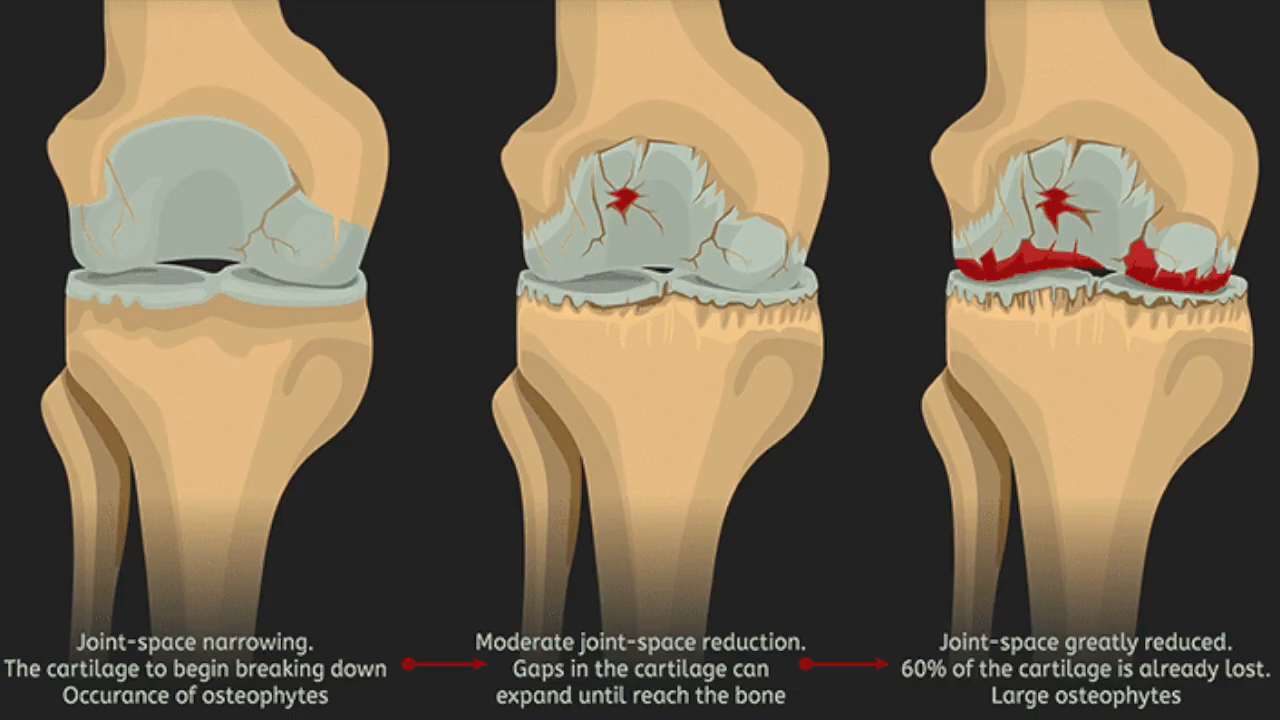 Joint-space narrowing.
The cartilage to begin breaking down
Occurance of osteophytes
Moderate joint-space reduction.
Gaps in the cartilage can
expand until reach the bone
Joint-space greatly reduced.
60% of the cartilage is already lost.
Large osteophytes